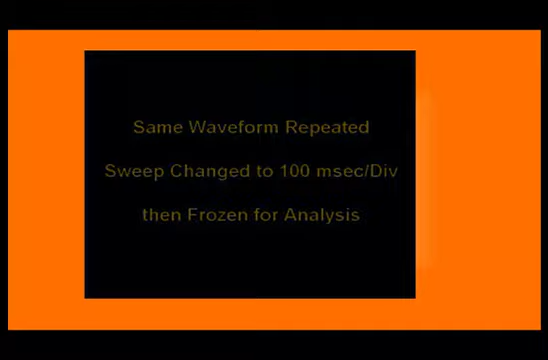 Same Waveform Repeated
Sweep Changed to 100 msec/Div
then Frozen for Analysis